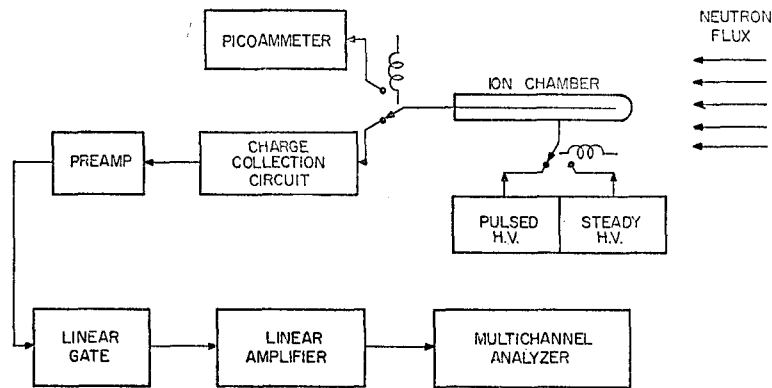 NEUTRON
FLUX
PICOAMMETER
ION CHAMBER
PREAMP
CHARGE
COLLECTION
CIRCUIT
PULSED
H.V.
STEADY
H.V.
LINEAR
GATE
LINEAR
AMPLIFIER
MULTICHANNEL
ANALYZER